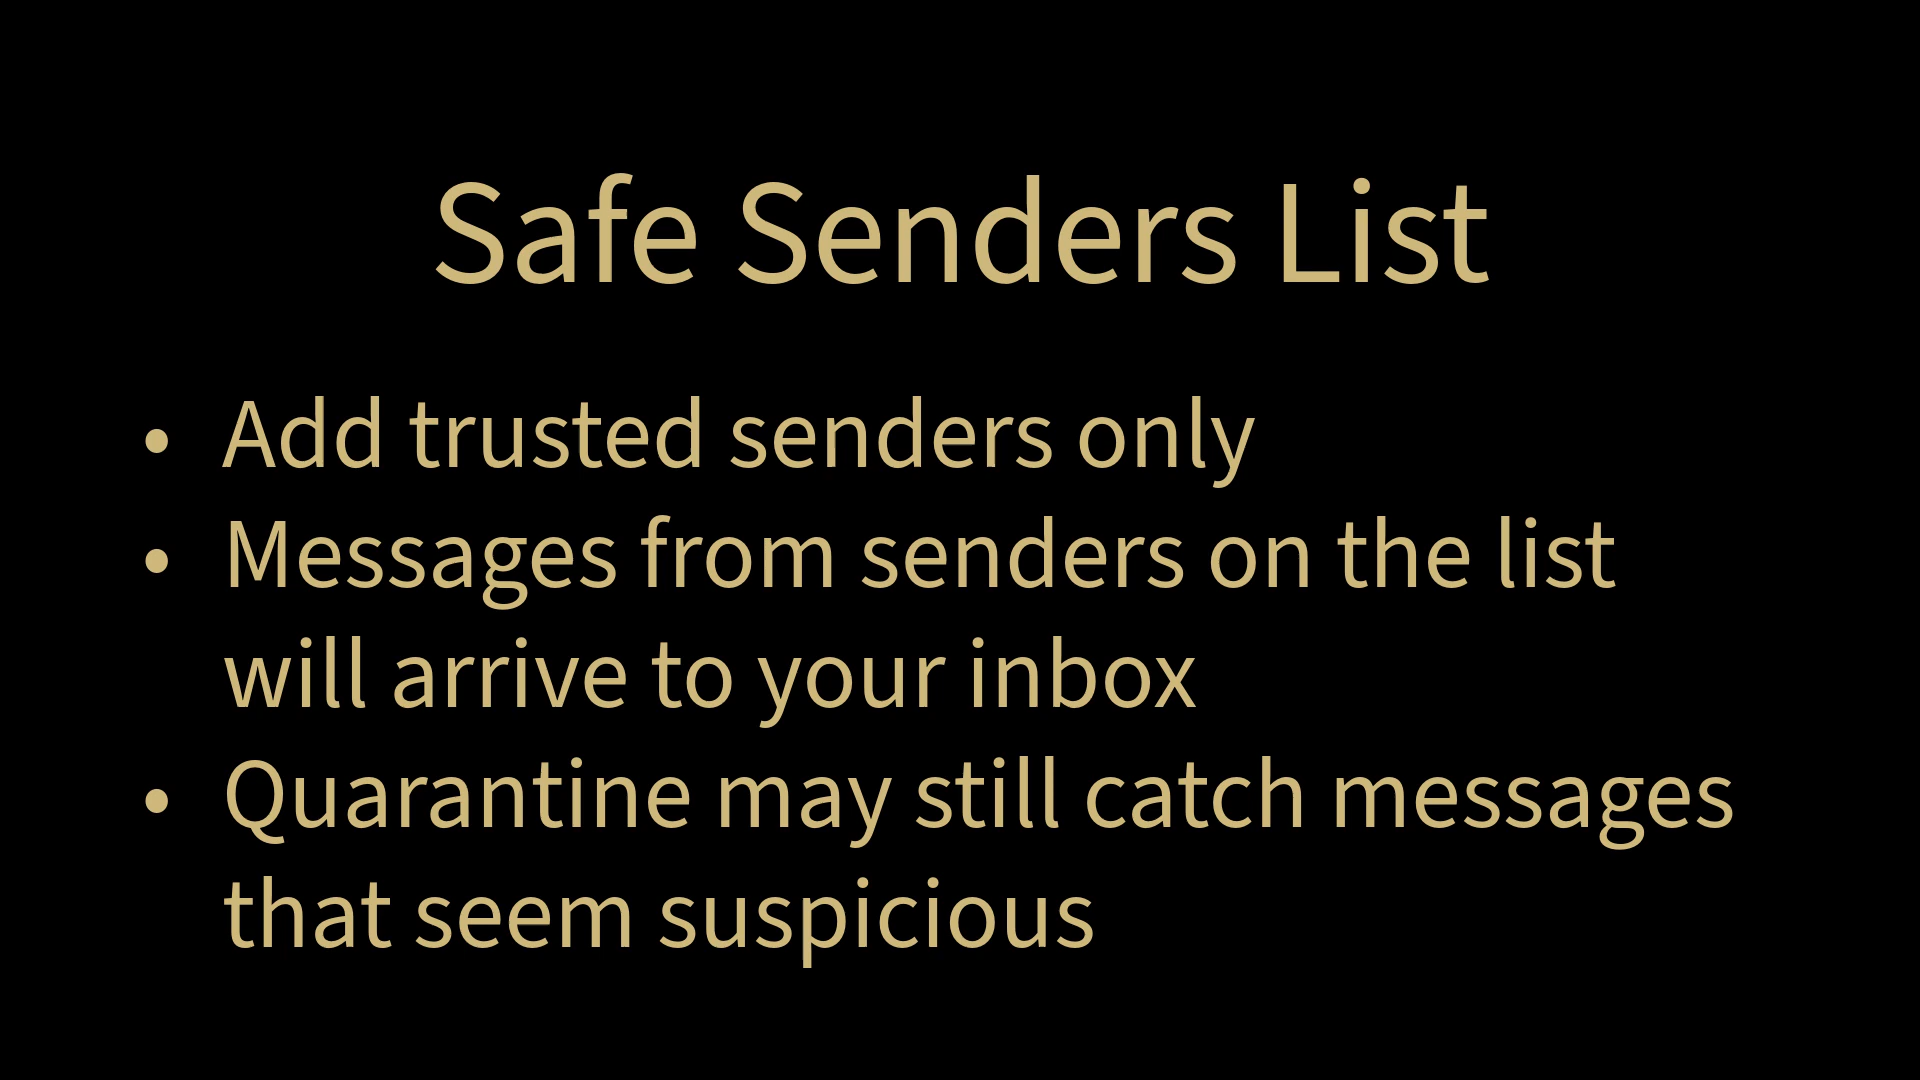 Safe Senders List
• Add trusted senders only
• Messages from senders on the list
will arrive to your inbox
• Quarantine may still catch messages
that seem suspicious